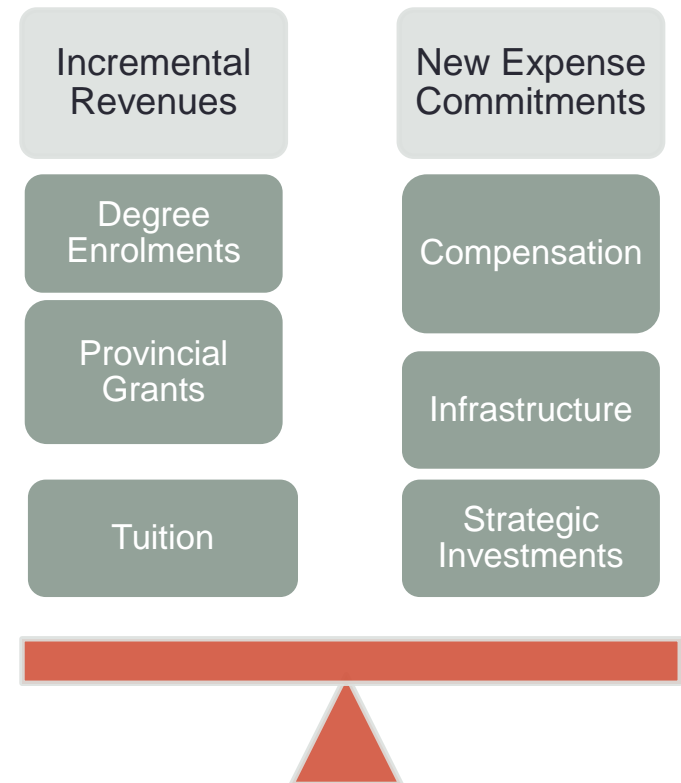 Incremental
Revenues
New Expense
Commitments
Degree
Enrolments
Provincial
Grants
Tuition
Compensation
Infrastructure
Strategic
Investments